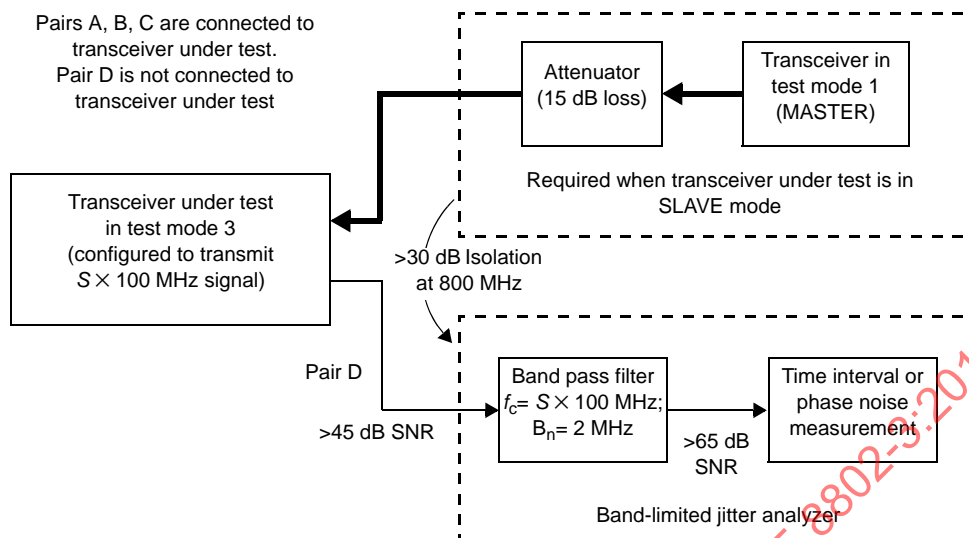 Pairs A, B, C are connected to
transceiver under test.
Pair D is not connected to
transceiver under test
Attenuator
(15 dB loss)
Transceiver in
test mode 1
(MASTER)
Required when transceiver under test is in
SLAVE mode
Transceiver under test
in test mode 3
(configured to transmit
S × 100 MHz signal)
>30 dB Isolation
at 800 MHz
Pair D
>45 dB SNR
Band pass filter
fc= S × 100 MHz;
Bn= 2 MHz
>65 dB
SNR
Time interval or
phase noise
measurement
Band-limited jitter analyzer
8802-3:201